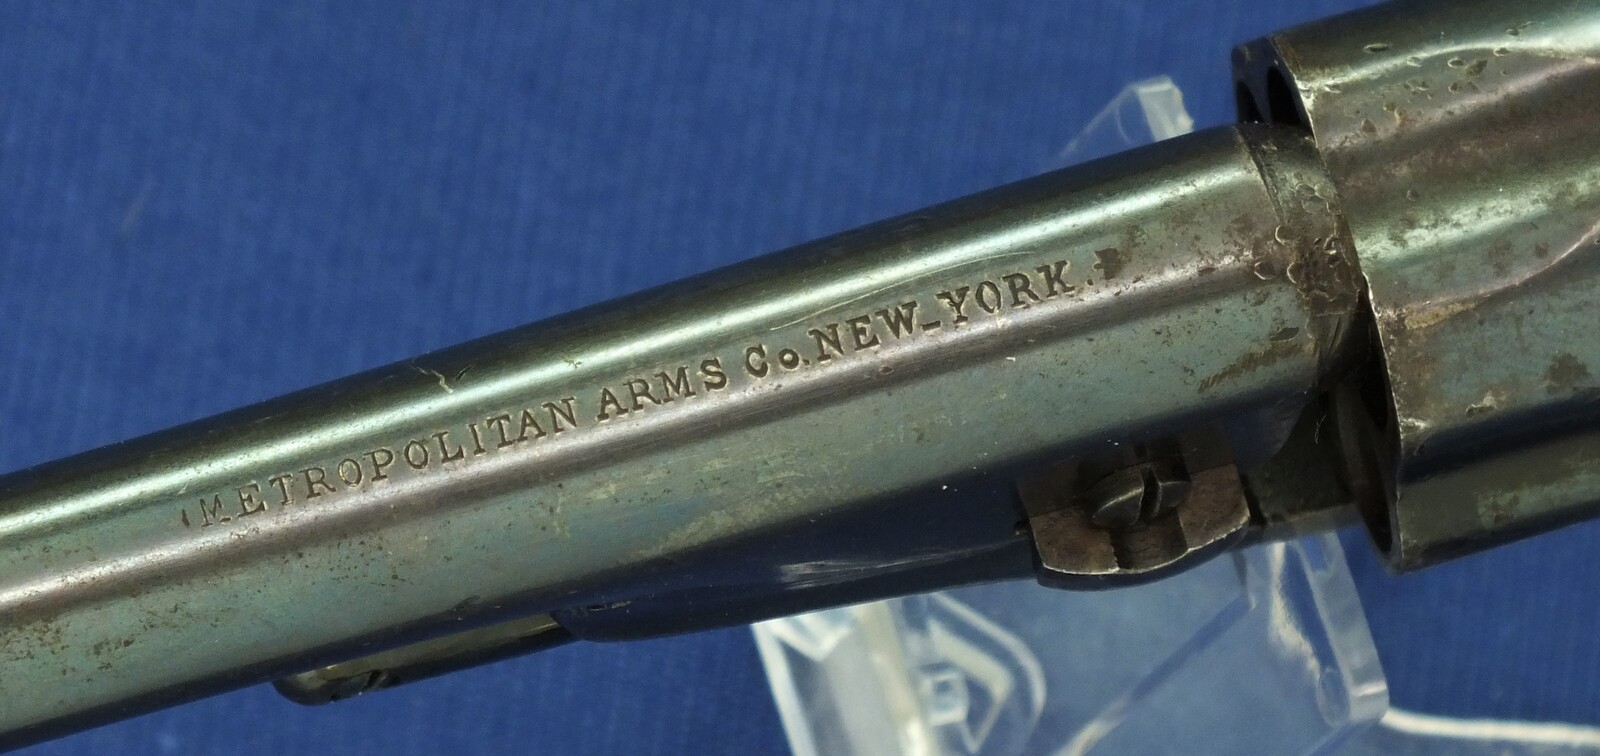 METROPOLITAN ARMS Co. NEW-YORK.